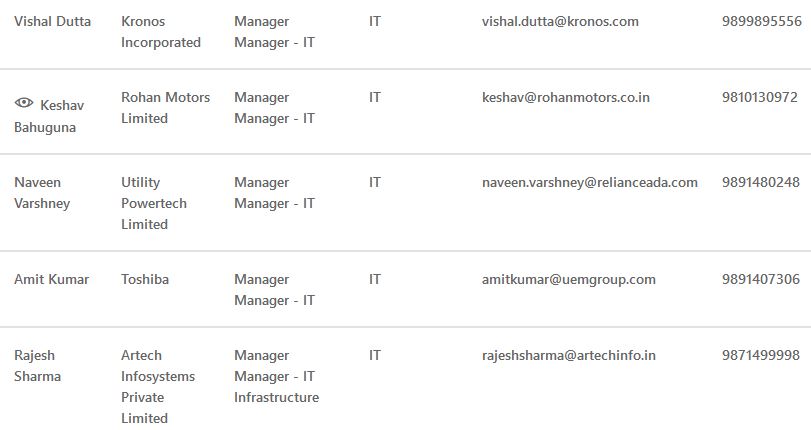 Vishal Dutta Kronos Manager IT vishal.dutta@kronos.com 9899895556
Incorporated Manager - IT
Keshav Rohan Motors Manager IT keshav@rohanmotors.co.in 9810130972
Bahuguna Limited Manager - IT
Naveen Utility Manager IT naveen.varshney@relianceada.com 9891480248
Varshney Powertech Manager - IT
Limited
Amit Kumar Toshiba Manager IT amitkumar@uemgroup.com 9891407306
Manager - IT
Rajesh Artech Manager IT rajeshsharma@artechinfo.in 9871499998
Sharma Infosystems Manager - IT
Private Infrastructure
Limited